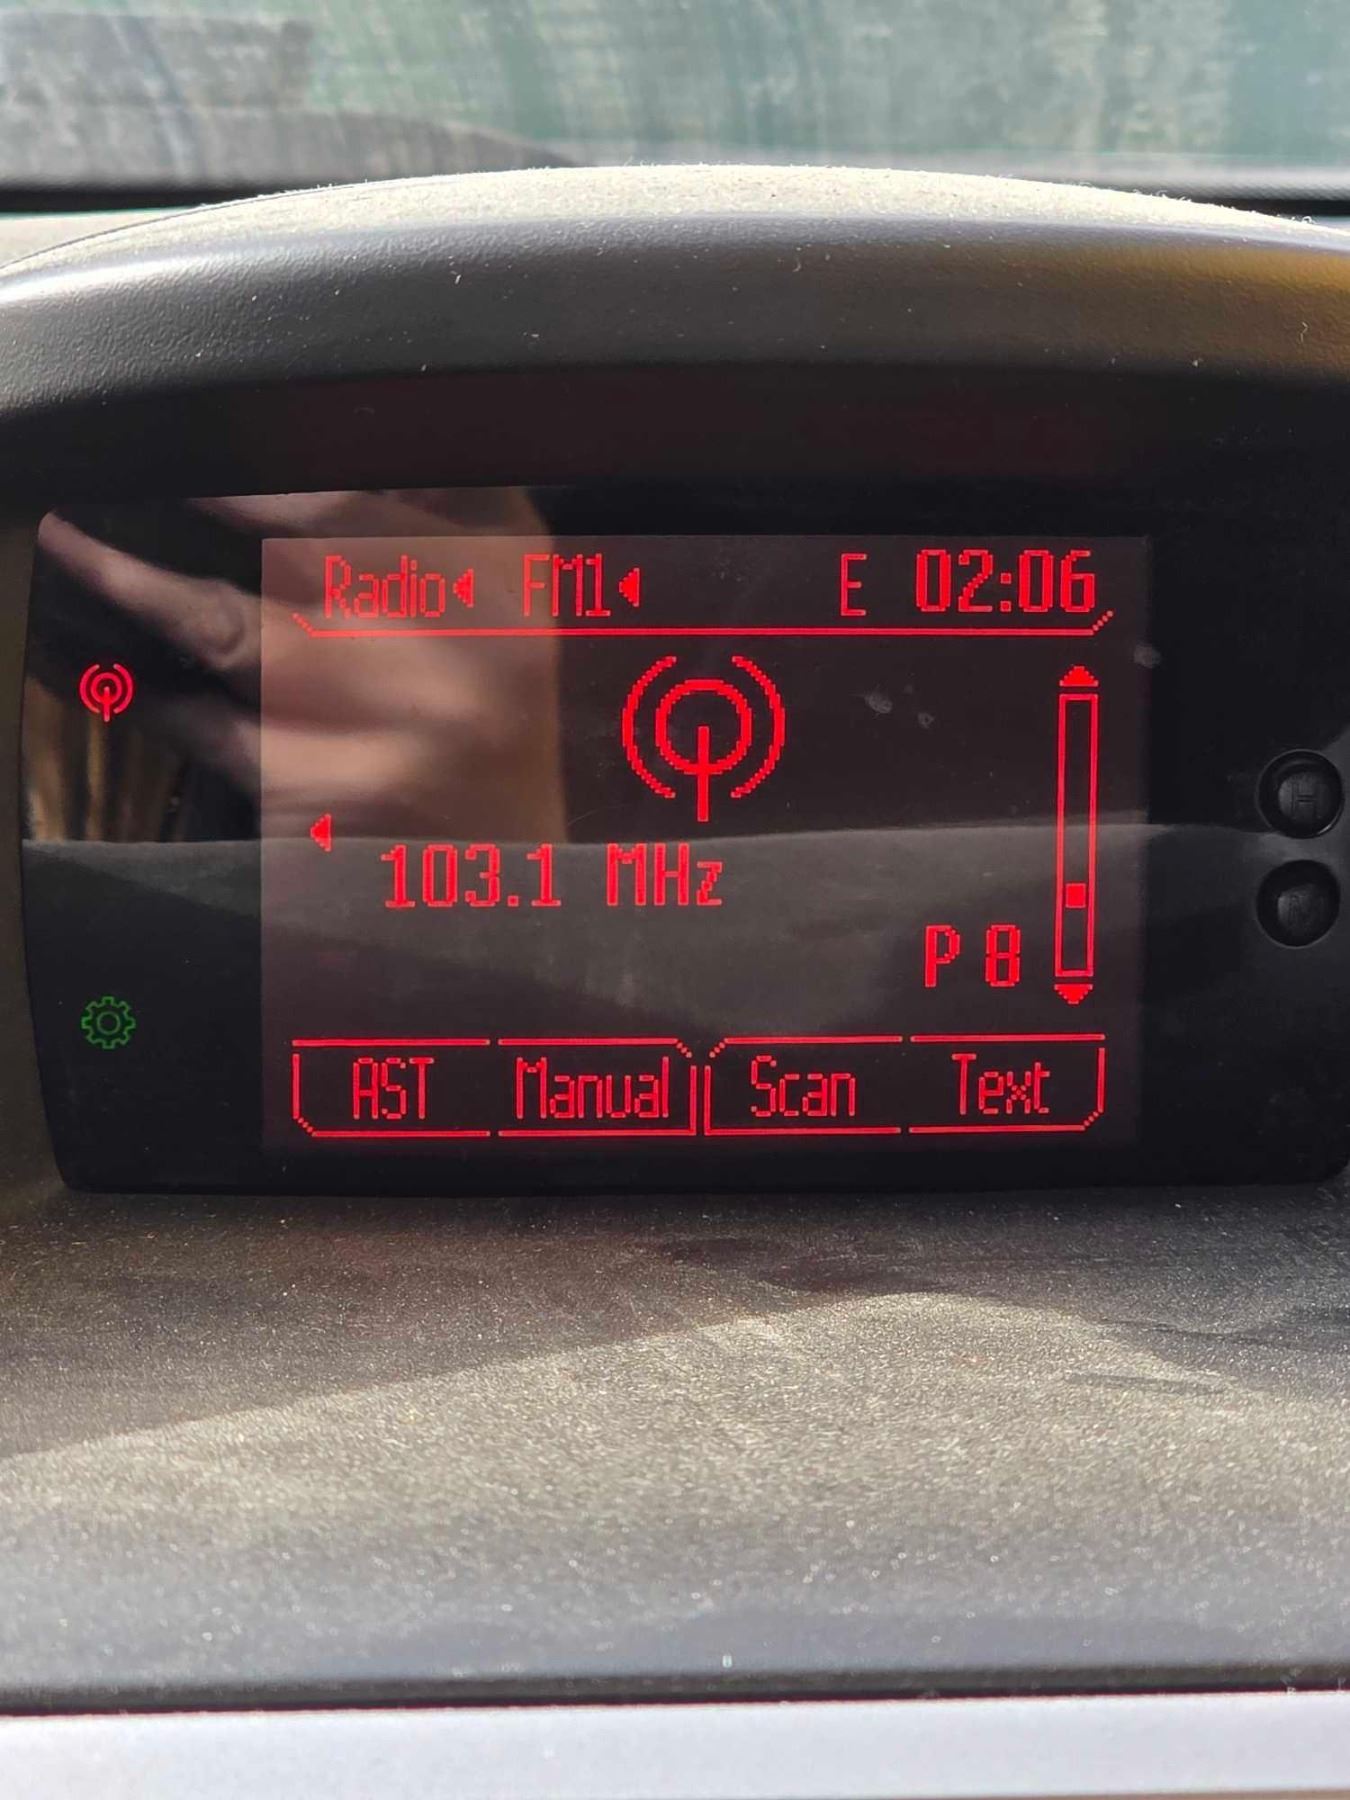 Radio FM1 E 02:06
103.1 MHz
P 8
AST Manual Scan Text
H
M